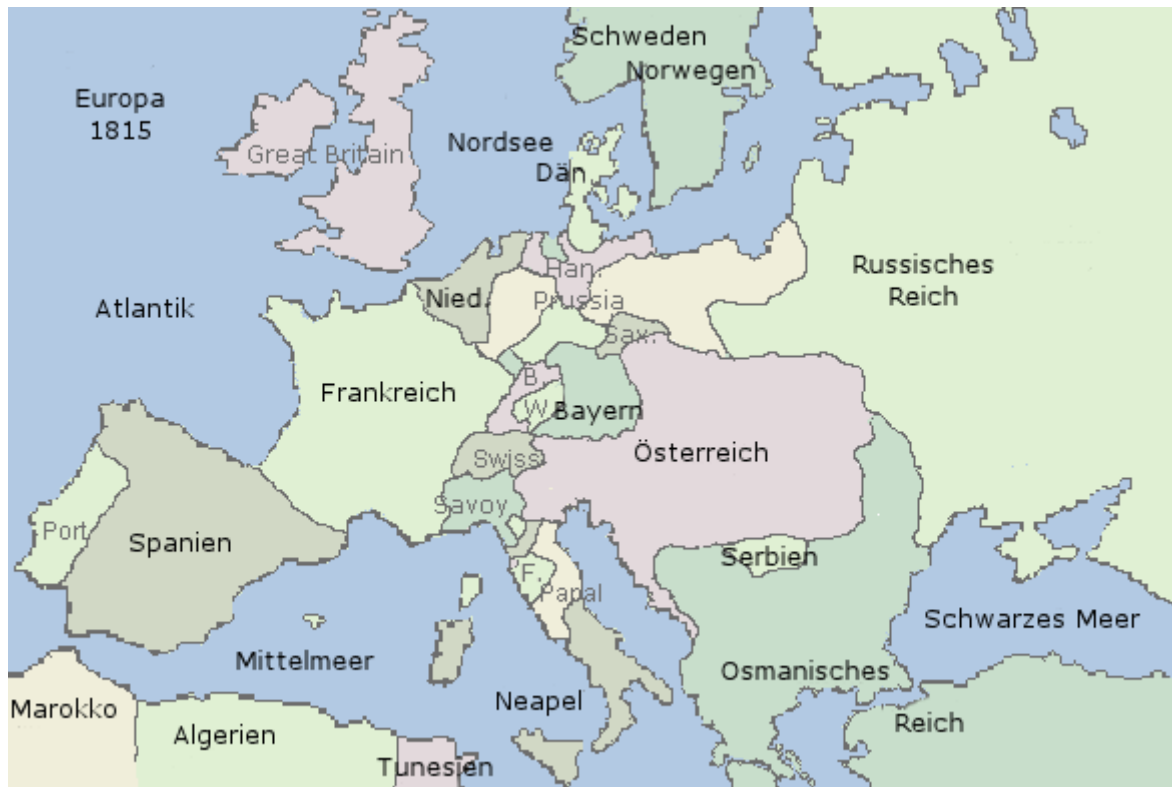 Schweden
Norwegen
Europa
1815
Great Britain
Nordsee
Dän.
Han.
Russisches
Reich
Atlantik
Nied.
Prussia
Sax.
Frankreich
B.
W.
Bayern
Österreich
Swiss
Savoy
Port
Spanien
Serbien
F.
Papal
Schwarzes Meer
Mittelmeer
Osmanisches
Neapel
Marokko
Algerien
Reich
Tunesien